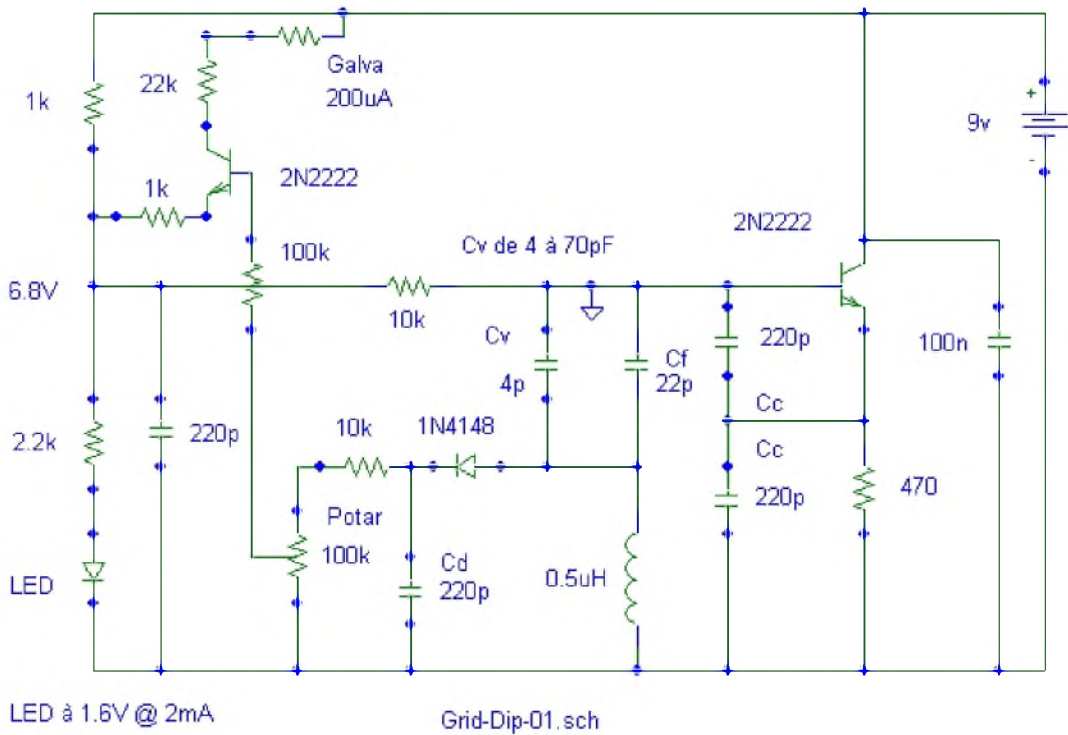 Galva
200uA
22k
1k
1k
2N2222
100k
6.8V
10k
Cv de 4 à 70pF
2N2222
+
9v
-
Cv
4p
Cf
22p
220p
100n
Cc
Cc
220p
470
2.2k
220p
10k
1N4148
Potar
100k
Cd
220p
0.5uH
LED
LED à 1.6V @ 2mA
Grid-Dip-01.sch